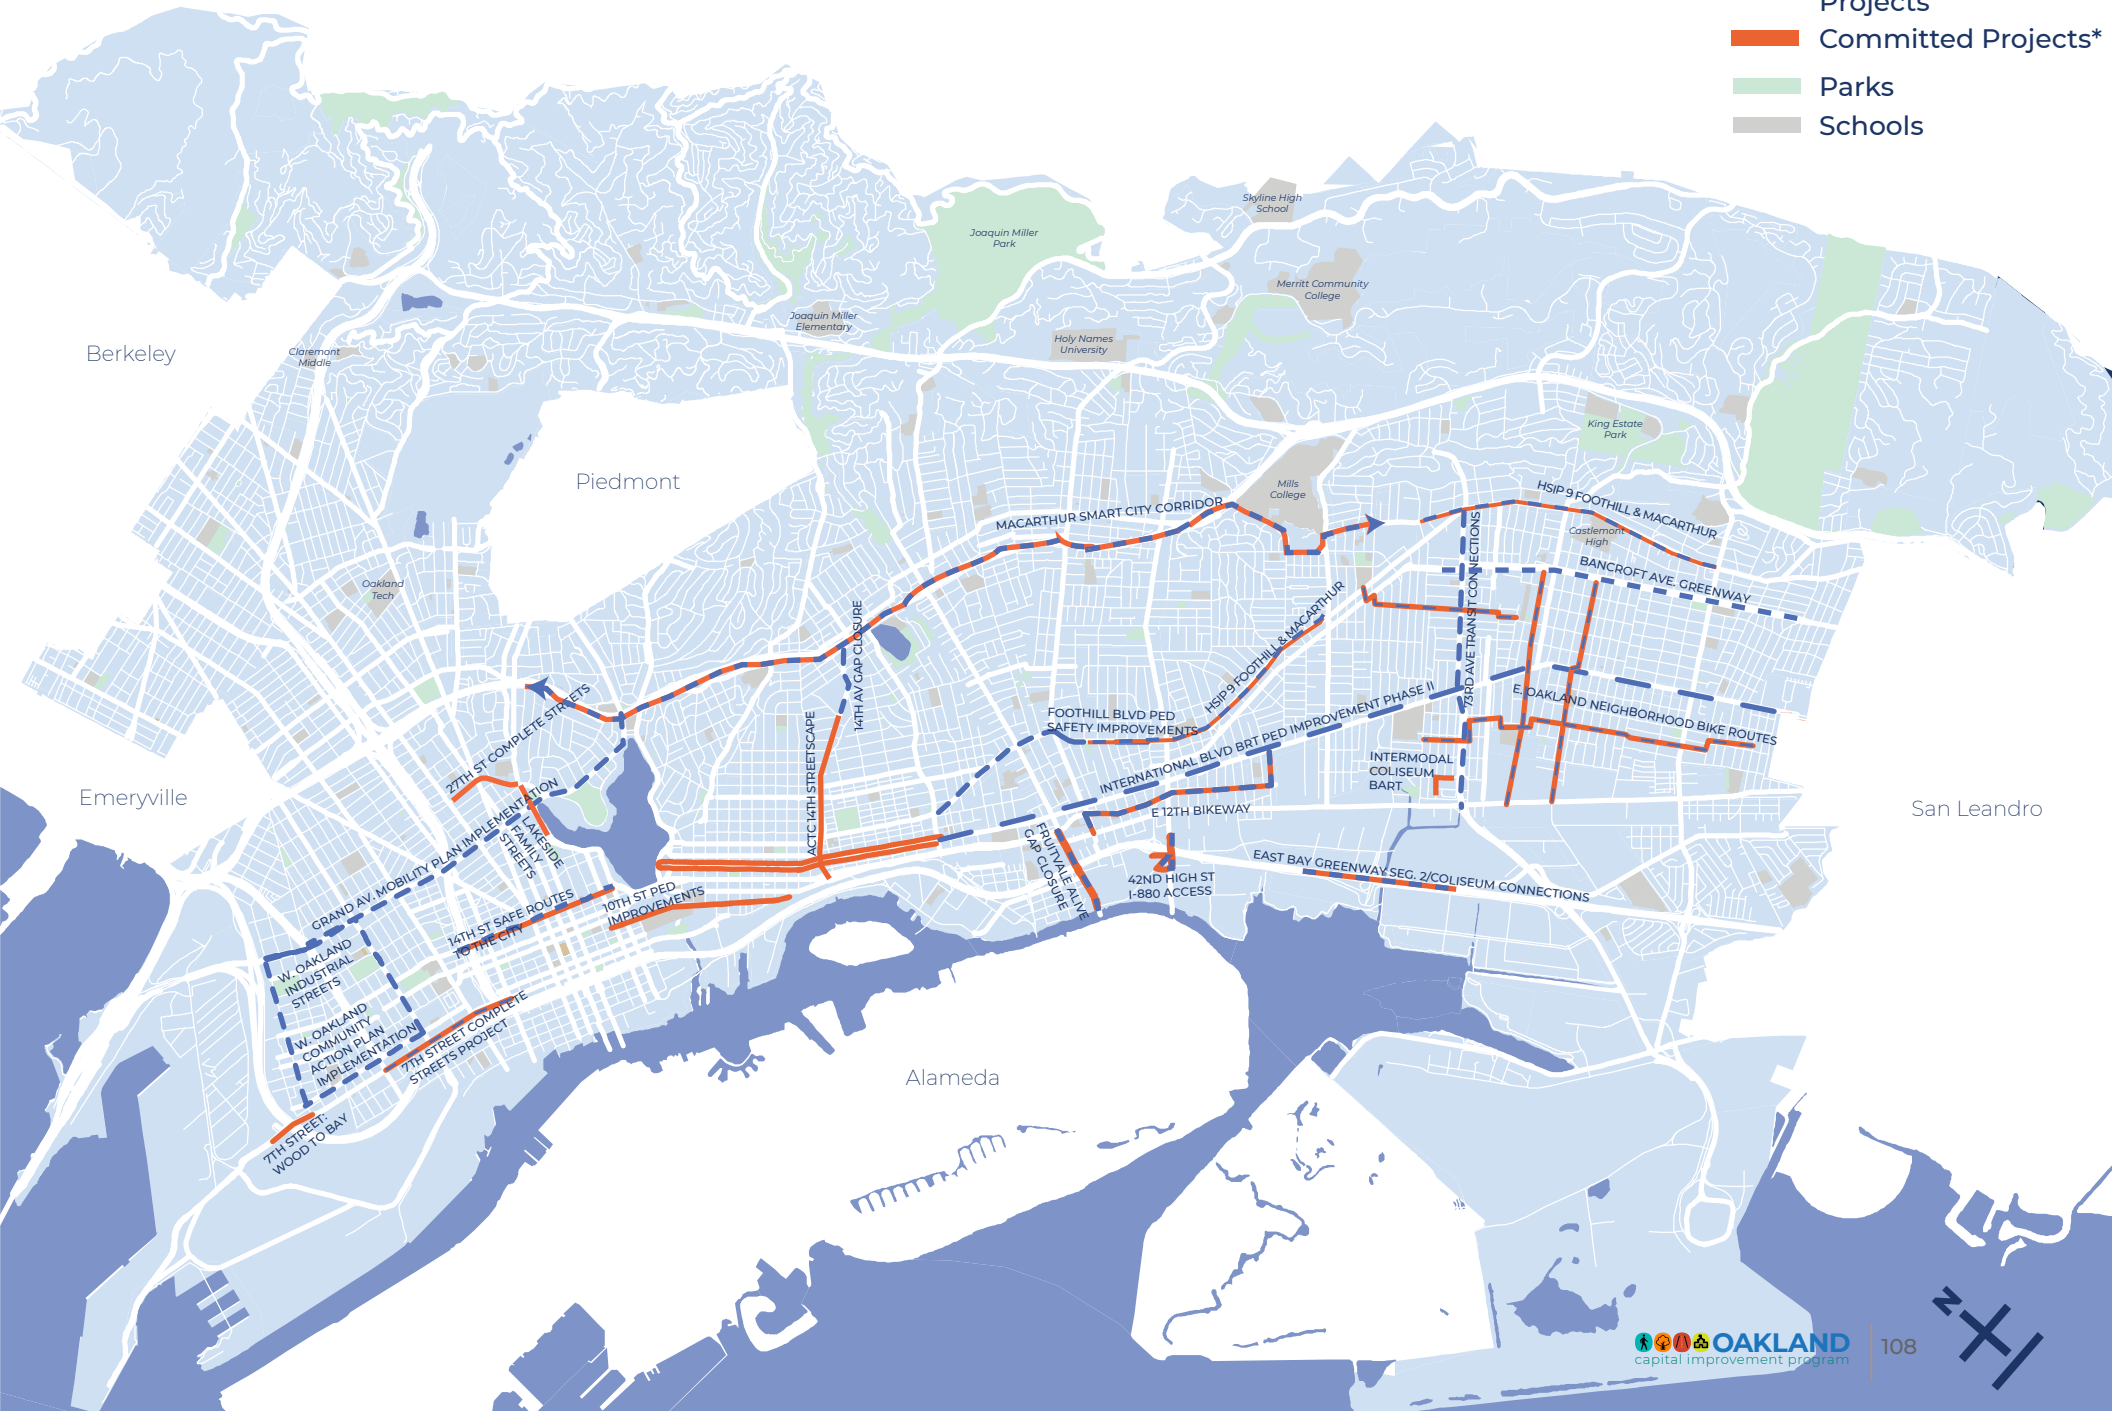 Projects
Committed Projects*
Parks
Schools
Skyline High
School
Joaquin Miller
Park
Merritt Community
College
Joaquin Miller
Elementary
Holy Names
University
Berkeley
Claremont
Middle
King Estate
Park
Piedmont
Mills
College
MACARTHUR SMART CITY CORRIDOR
HSIP 9 FOOTHILL & MACARTHUR
Castlemont
High
73RD AVE TRANSIT CONNECTIONS
BANCROFT AVE. GREENWAY
Oakland
Tech
14TH AV GAP CLOSURE
HSIP 9 FOOTHILL & MACARTHUR
27TH ST COMPLETE STREETS
ACTC 14TH STREETSCAPE
FOOTHILL BLVD PED
SAFETY IMPROVEMENTS
INTERNATIONAL BLVD BRT PED IMPROVEMENT PHASE II
E. OAKLAND NEIGHBORHOOD BIKE ROUTES
INTERMODAL
COLISEUM
BART
Emeryville
San Leandro
GRAND AV. MOBILITY PLAN IMPLEMENTATION
LAKESIDE
FAMILY
STREETS
E 12TH BIKEWAY
FRUITVALE ALIVE
GAP CLOSURE
42ND HIGH ST
I-880 ACCESS
EAST BAY GREENWAY SEG. 2/COLISEUM CONNECTIONS
14TH ST SAFE ROUTES
TO THE CITY
10TH ST PED
IMPROVEMENTS
W. OAKLAND
INDUSTRIAL
STREETS
W. OAKLAND
COMMUNITY
ACTION PLAN
IMPLEMENTATION
7TH STREET COMPLETE
STREETS PROJECT
7TH STREET:
WOOD TO BAY
Alameda
N
OAKLAND
capital improvement program
108